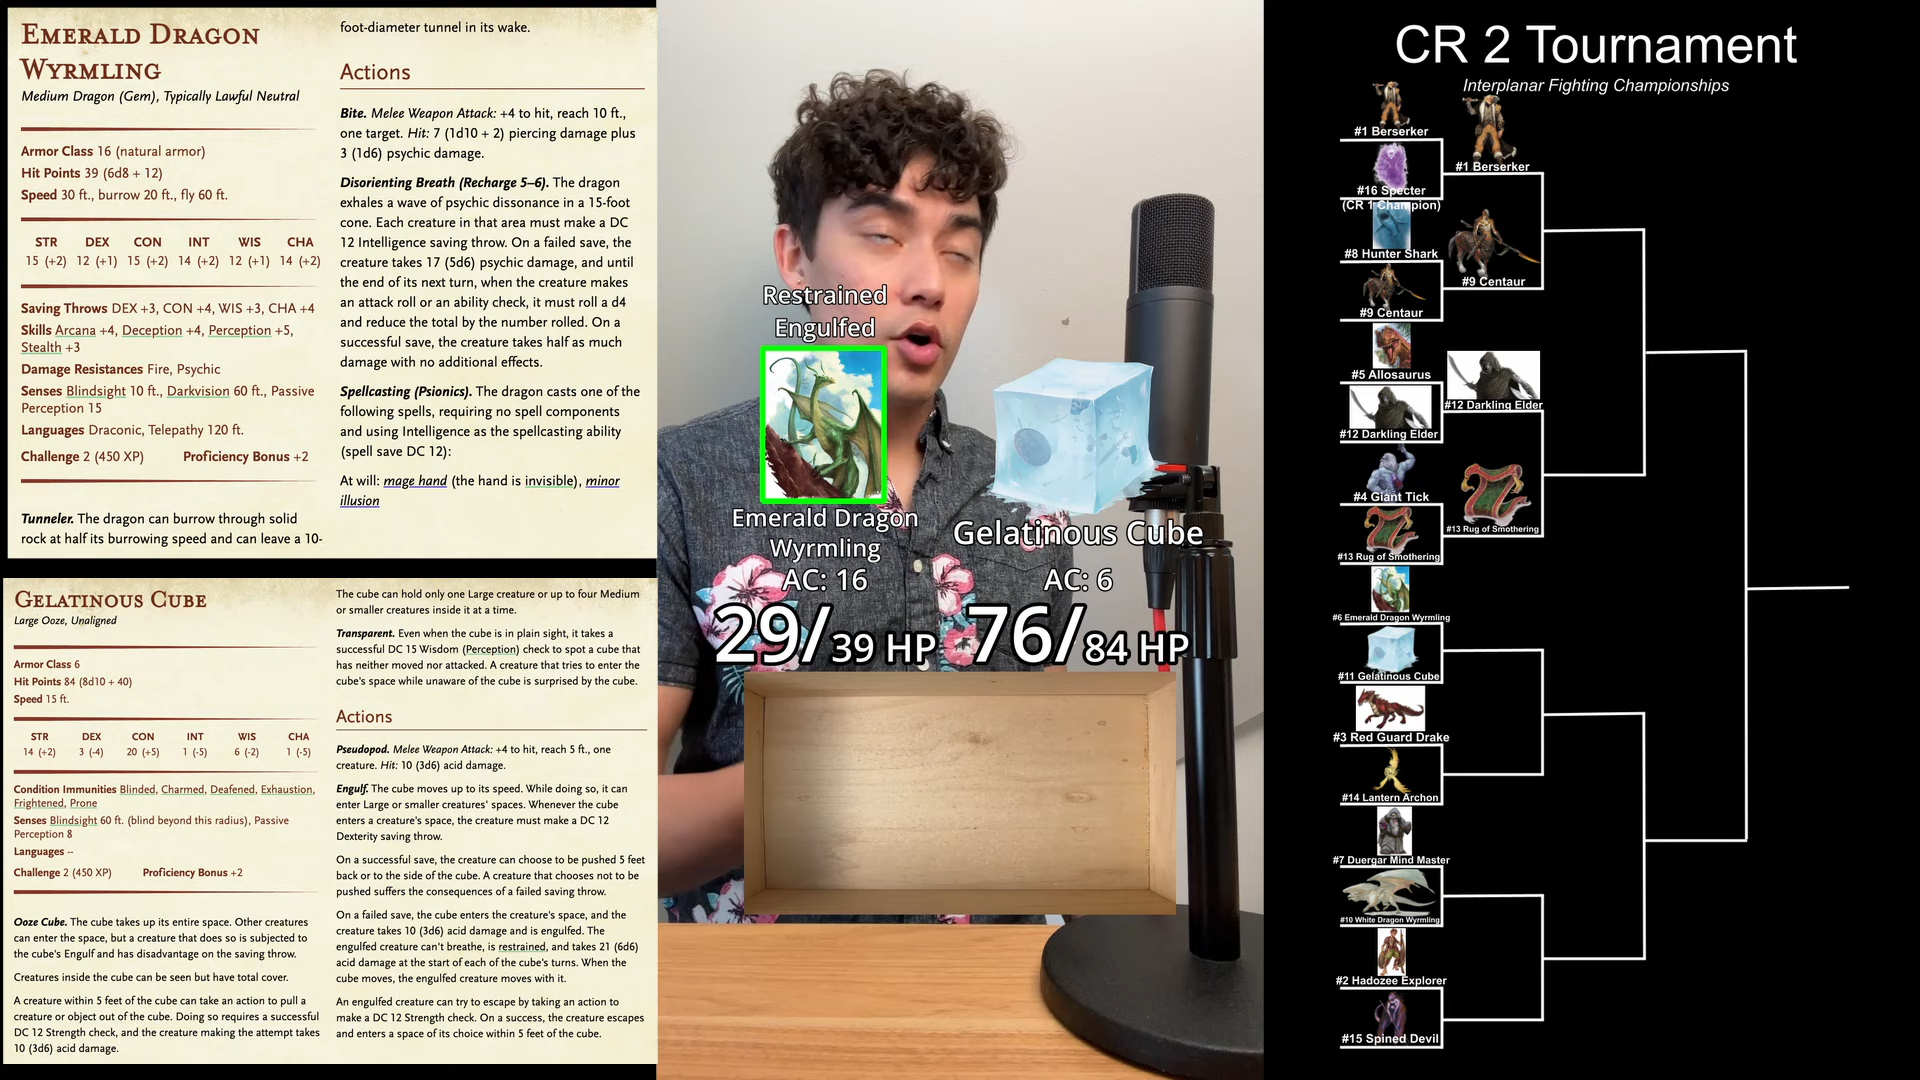 EMERALD DRAGON
WYRMLING
Medium Dragon (Gem), Typically Lawful Neutral
Armor Class 16 (natural armor)
Hit Points 39 (6d8 + 12)
Speed 30 ft., burrow 20 ft., fly 60 ft.
STR DEX CON INT WIS CHA
15 (+2) 12 (+1) 15 (+2) 14 (+2) 12 (+1) 14 (+2)
Saving Throws DEX +3, CON +4, WIS +3, CHA +4
Skills Arcana +4, Deception +4, Perception +5,
Stealth +3
Damage Resistances Fire, Psychic
Senses Blindsight 10 ft., Darkvision 60 ft., Passive
Perception 15
Languages Draconic, Telepathy 120 ft.
Challenge 2 (450 XP) Proficiency Bonus +2
Tunneler. The dragon can burrow through solid
rock at half its burrowing speed and can leave a 10-
foot-diameter tunnel in its wake.
Actions
Bite. Melee Weapon Attack: +4 to hit, reach 10 ft.,
one target. Hit: 7 (1d10 + 2) piercing damage plus
3 (1d6) psychic damage.
Disorienting Breath (Recharge 5–6). The dragon
exhales a wave of psychic dissonance in a 15-foot
cone. Each creature in that area must make a DC
12 Intelligence saving throw. On a failed save, the
creature takes 17 (5d6) psychic damage, and until
the end of its next turn, when the creature makes
an attack roll or an ability check, it must roll a d4
and reduce the total by the number rolled. On a
successful save, the creature takes half as much
damage with no additional effects.
Spellcasting (Psionics). The dragon casts one of the
following spells, requiring no spell components
and using Intelligence as the spellcasting ability
(spell save DC 12):
At will: mage hand (the hand is invisible), minor
illusion
GELATINOUS CUBE
Large Ooze, Unaligned
Armor Class 6
Hit Points 84 (8d10 + 40)
Speed 15 ft.
STR DEX CON INT WIS CHA
14 (+2) 3 (-4) 20 (+5) 1 (-5) 6 (-2) 1 (-5)
Condition Immunities Blinded, Charmed, Deafened, Exhaustion,
Frightened, Prone
Senses Blindsight 60 ft. (blind beyond this radius), Passive
Perception 8
Languages --
Challenge 2 (450 XP) Proficiency Bonus +2
Ooze Cube. The cube takes up its entire space. Other creatures
can enter the space, but a creature that does so is subjected to
the cube's Engulf and has disadvantage on the saving throw.
Creatures inside the cube can be seen but have total cover.
A creature within 5 feet of the cube can take an action to pull a
creature or object out of the cube. Doing so requires a successful
DC 12 Strength check, and the creature making the attempt takes
10 (3d6) acid damage.
The cube can hold only one Large creature or up to four Medium
or smaller creatures inside it at a time.
Transparent. Even when the cube is in plain sight, it takes a
successful DC 15 Wisdom (Perception) check to spot a cube that
has neither moved nor attacked. A creature that tries to enter the
cube's space while unaware of the cube is surprised by the cube.
Actions
Pseudopod. Melee Weapon Attack: +4 to hit, reach 5 ft., one
creature. Hit: 10 (3d6) acid damage.
Engulf. The cube moves up to its speed. While doing so, it can
enter Large or smaller creatures' spaces. Whenever the cube
enters a creature's space, the creature must make a DC 12
Dexterity saving throw.
On a successful save, the creature can choose to be pushed 5 feet
back or to the side of the cube. A creature that chooses not to be
pushed suffers the consequences of a failed saving throw.
On a failed save, the cube enters the creature's space, and the
creature takes 10 (3d6) acid damage and is engulfed. The
engulfed creature can't breathe, is restrained, and takes 21 (6d6)
acid damage at the start of each of the cube's turns. When the
cube moves, the engulfed creature moves with it.
An engulfed creature can try to escape by taking an action to
make a DC 12 Strength check. On a success, the creature escapes
and enters a space of its choice within 5 feet of the cube.
Restrained
Engulfed
Emerald Dragon
Wyrmling
AC: 16
29/39 HP
Gelatinous Cube
AC: 6
76/84 HP
CR 2 Tournament
Interplanar Fighting Championships
#1 Berserker
#16 Specter
(CR 1 Champion)
#8 Hunter Shark
#9 Centaur
#5 Allosaurus
#12 Darkling Elder
#4 Giant Tick
#13 Rug of Smothering
#6 Emerald Dragon Wyrmling
#11 Gelatinous Cube
#3 Red Guard Drake
#14 Lantern Archon
#7 Duergar Mind Master
#10 White Dragon Wyrmling
#2 Hadozee Explorer
#15 Spined Devil
#1 Berserker
#9 Centaur
#12 Darkling Elder
#13 Rug of Smothering